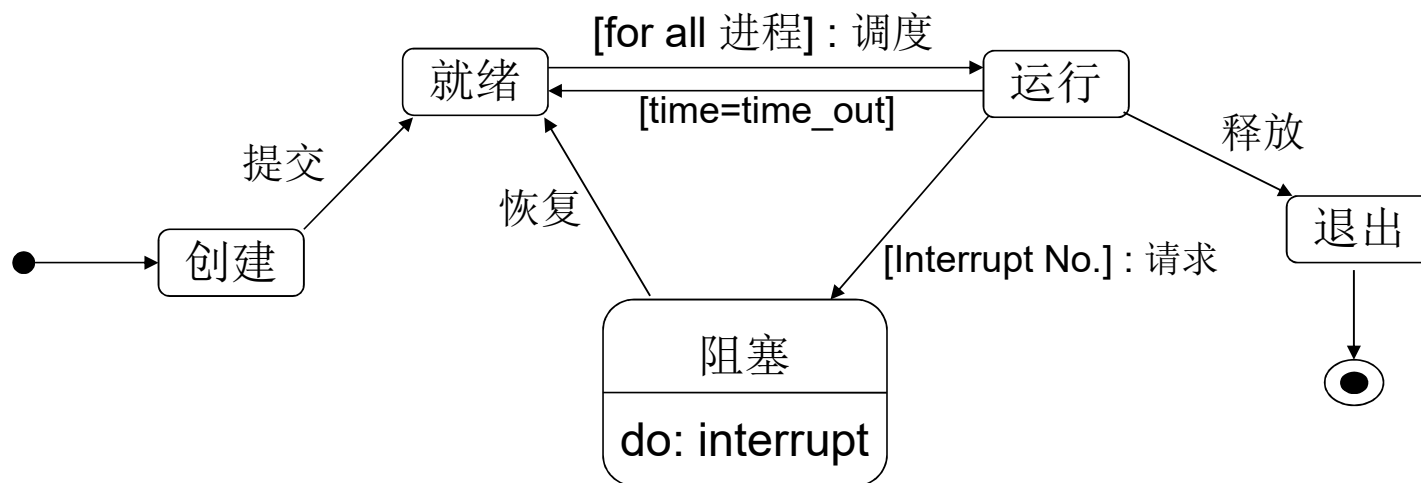 [for all 进程] : 调度
就绪
运行
[time=time_out]
释放
提交
恢复
退出
创建
[Interrupt No.] : 请求
阻塞
do: interrupt